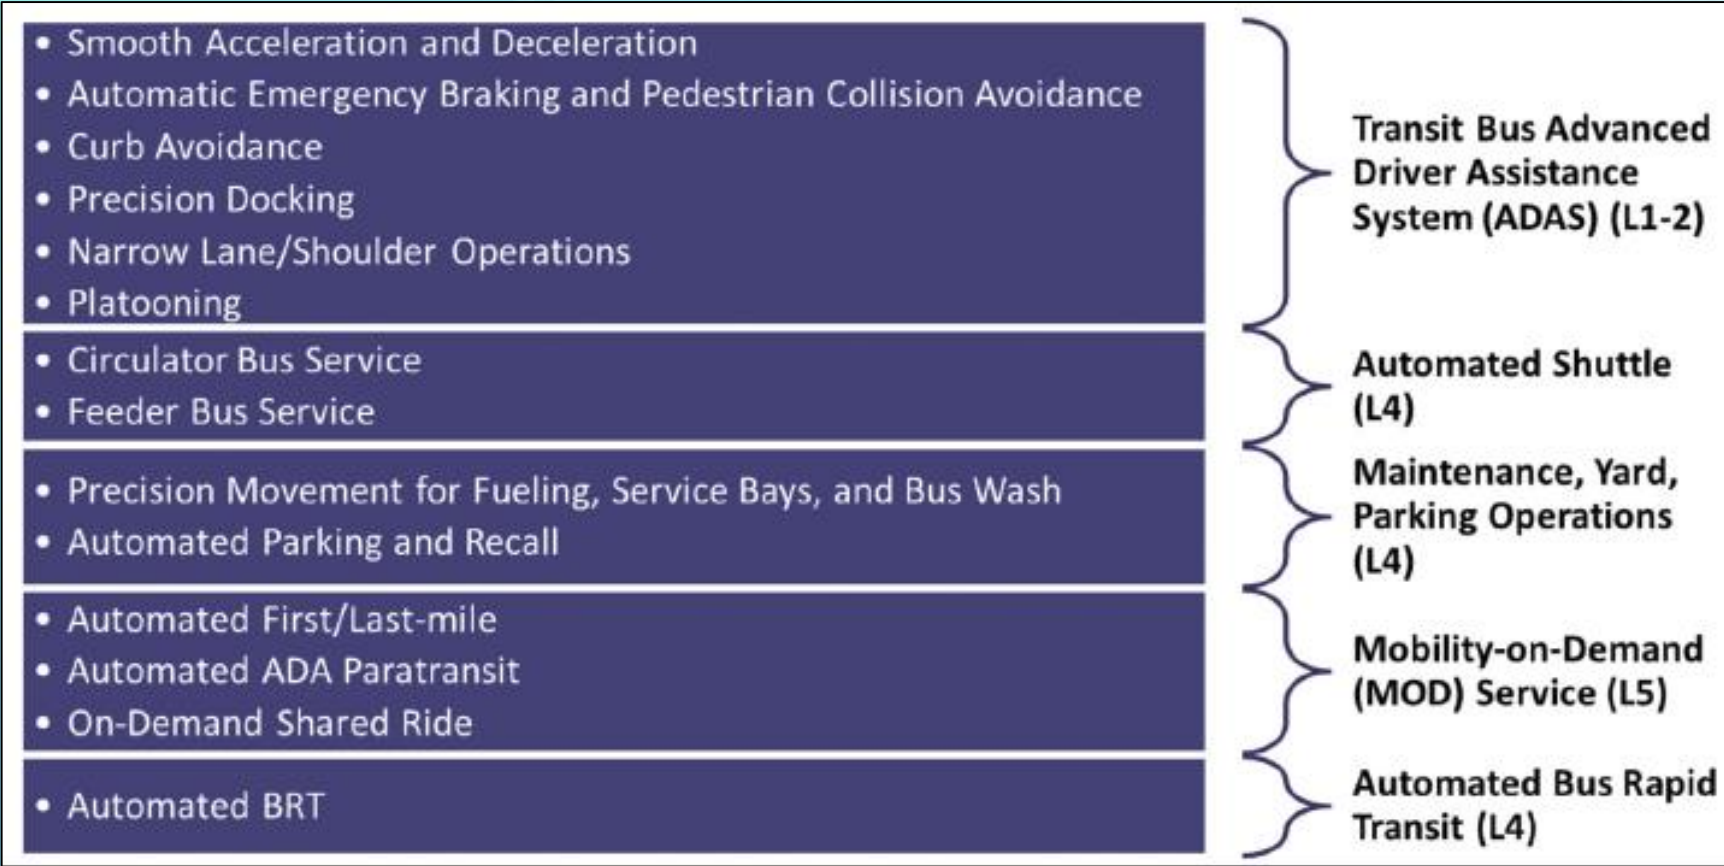 • Smooth Acceleration and Deceleration
• Automatic Emergency Braking and Pedestrian Collision Avoidance
• Curb Avoidance
• Precision Docking
• Narrow Lane/Shoulder Operations
• Platooning
Transit Bus Advanced
Driver Assistance
System (ADAS) (L1-2)
• Circulator Bus Service
• Feeder Bus Service
Automated Shuttle
(L4)
• Precision Movement for Fueling, Service Bays, and Bus Wash
• Automated Parking and Recall
Maintenance, Yard,
Parking Operations
(L4)
• Automated First/Last-mile
• Automated ADA Paratransit
• On-Demand Shared Ride
Mobility-on-Demand
(MOD) Service (L5)
• Automated BRT
Automated Bus Rapid
Transit (L4)